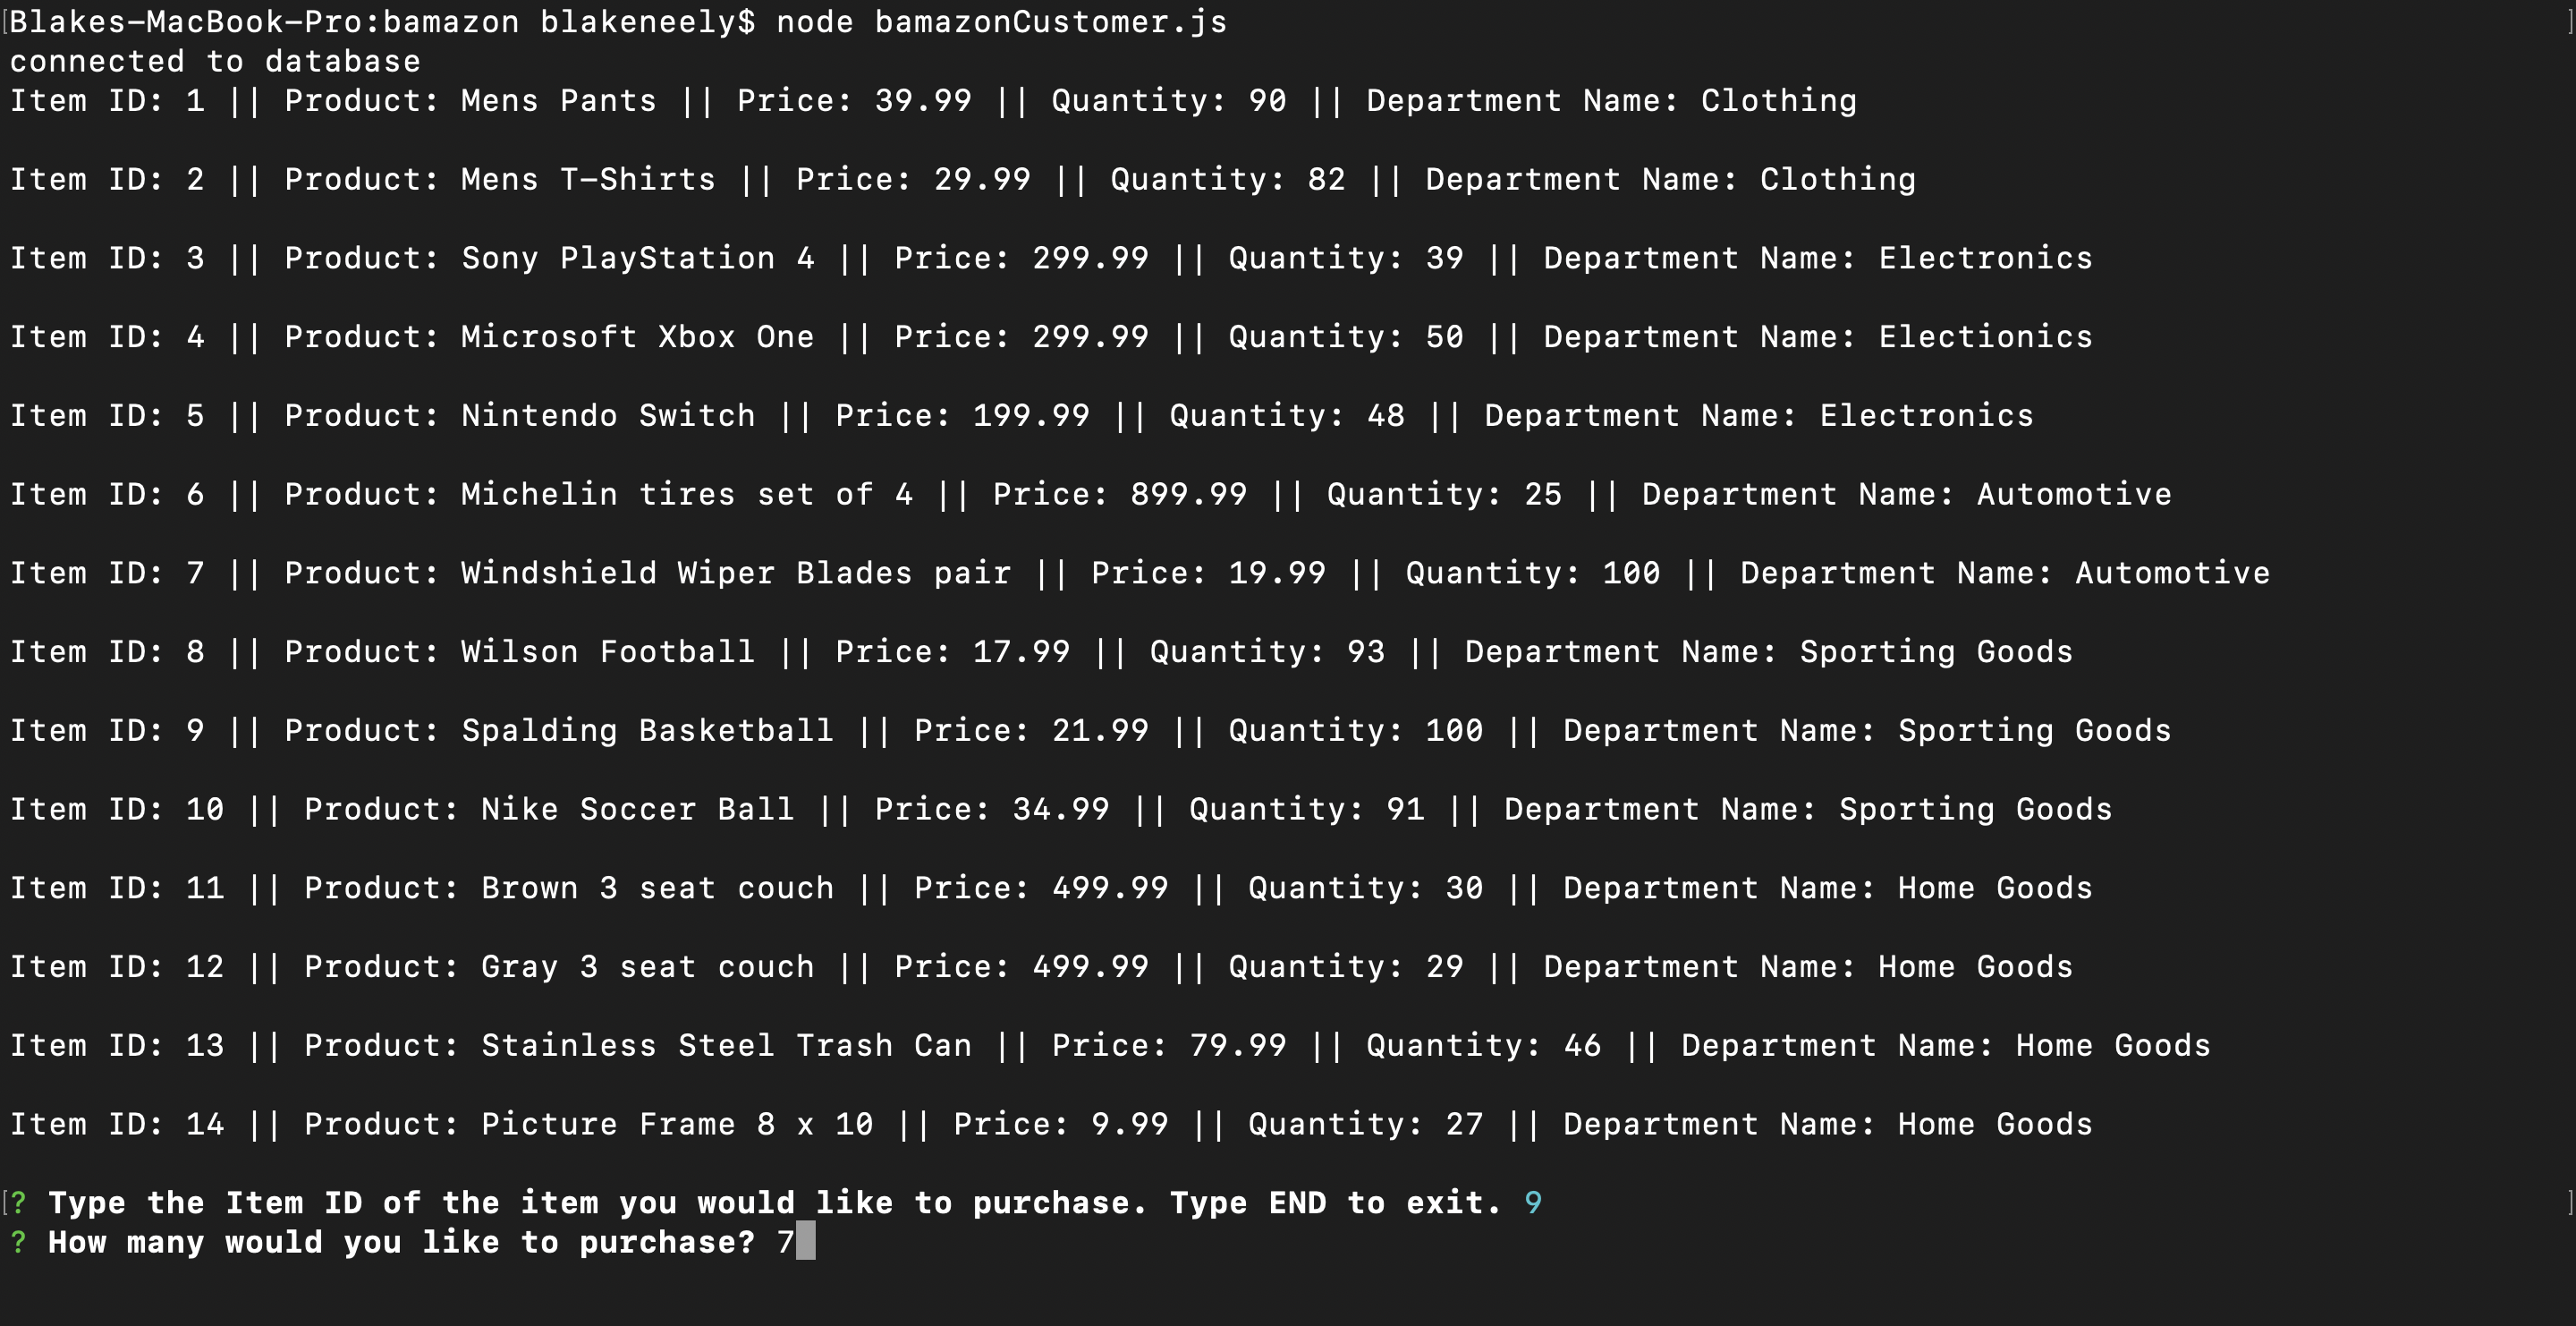 [Blakes-MacBook-Pro:bamazon blakeneely$ node bamazonCustomer.js ]
connected to database
Item ID: 1 || Product: Mens Pants || Price: 39.99 || Quantity: 90 || Department Name: Clothing
Item ID: 2 || Product: Mens T-Shirts || Price: 29.99 || Quantity: 82 || Department Name: Clothing
Item ID: 3 || Product: Sony PlayStation 4 || Price: 299.99 || Quantity: 39 || Department Name: Electronics
Item ID: 4 || Product: Microsoft Xbox One || Price: 299.99 || Quantity: 50 || Department Name: Electionics
Item ID: 5 || Product: Nintendo Switch || Price: 199.99 || Quantity: 48 || Department Name: Electronics
Item ID: 6 || Product: Michelin tires set of 4 || Price: 899.99 || Quantity: 25 || Department Name: Automotive
Item ID: 7 || Product: Windshield Wiper Blades pair || Price: 19.99 || Quantity: 100 || Department Name: Automotive
Item ID: 8 || Product: Wilson Football || Price: 17.99 || Quantity: 93 || Department Name: Sporting Goods
Item ID: 9 || Product: Spalding Basketball || Price: 21.99 || Quantity: 100 || Department Name: Sporting Goods
Item ID: 10 || Product: Nike Soccer Ball || Price: 34.99 || Quantity: 91 || Department Name: Sporting Goods
Item ID: 11 || Product: Brown 3 seat couch || Price: 499.99 || Quantity: 30 || Department Name: Home Goods
Item ID: 12 || Product: Gray 3 seat couch || Price: 499.99 || Quantity: 29 || Department Name: Home Goods
Item ID: 13 || Product: Stainless Steel Trash Can || Price: 79.99 || Quantity: 46 || Department Name: Home Goods
Item ID: 14 || Product: Picture Frame 8 x 10 || Price: 9.99 || Quantity: 27 || Department Name: Home Goods
[? Type the Item ID of the item you would like to purchase. Type END to exit. 9 ]
? How many would you like to purchase? 7